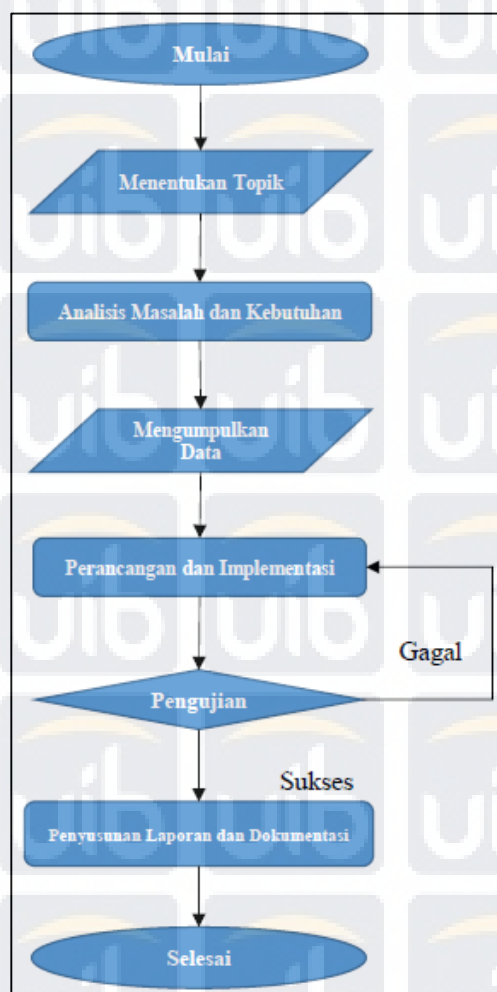 Mulai
Menentukan Topik
Analisis Masalah dan Kebutuhan
Mengumpulkan
Data
Perancangan dan Implementasi
Gagal
Pengujian
Sukses
Penyusunan Laporan dan Dokumentasi
Selesai
uib